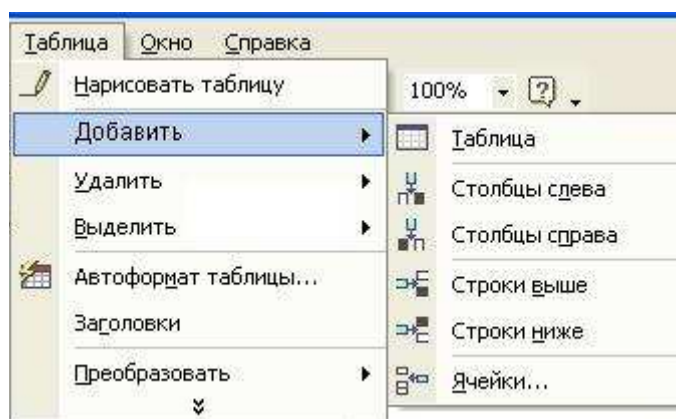 Таблица Окно Справка
Нарисовать таблицу
100%
Добавить
Таблица
Удалить
Столбцы слева
Выделить
Столбцы справа
Автоформат таблицы...
Строки выше
Заголовки
Строки ниже
Преобразовать
Ячейки...